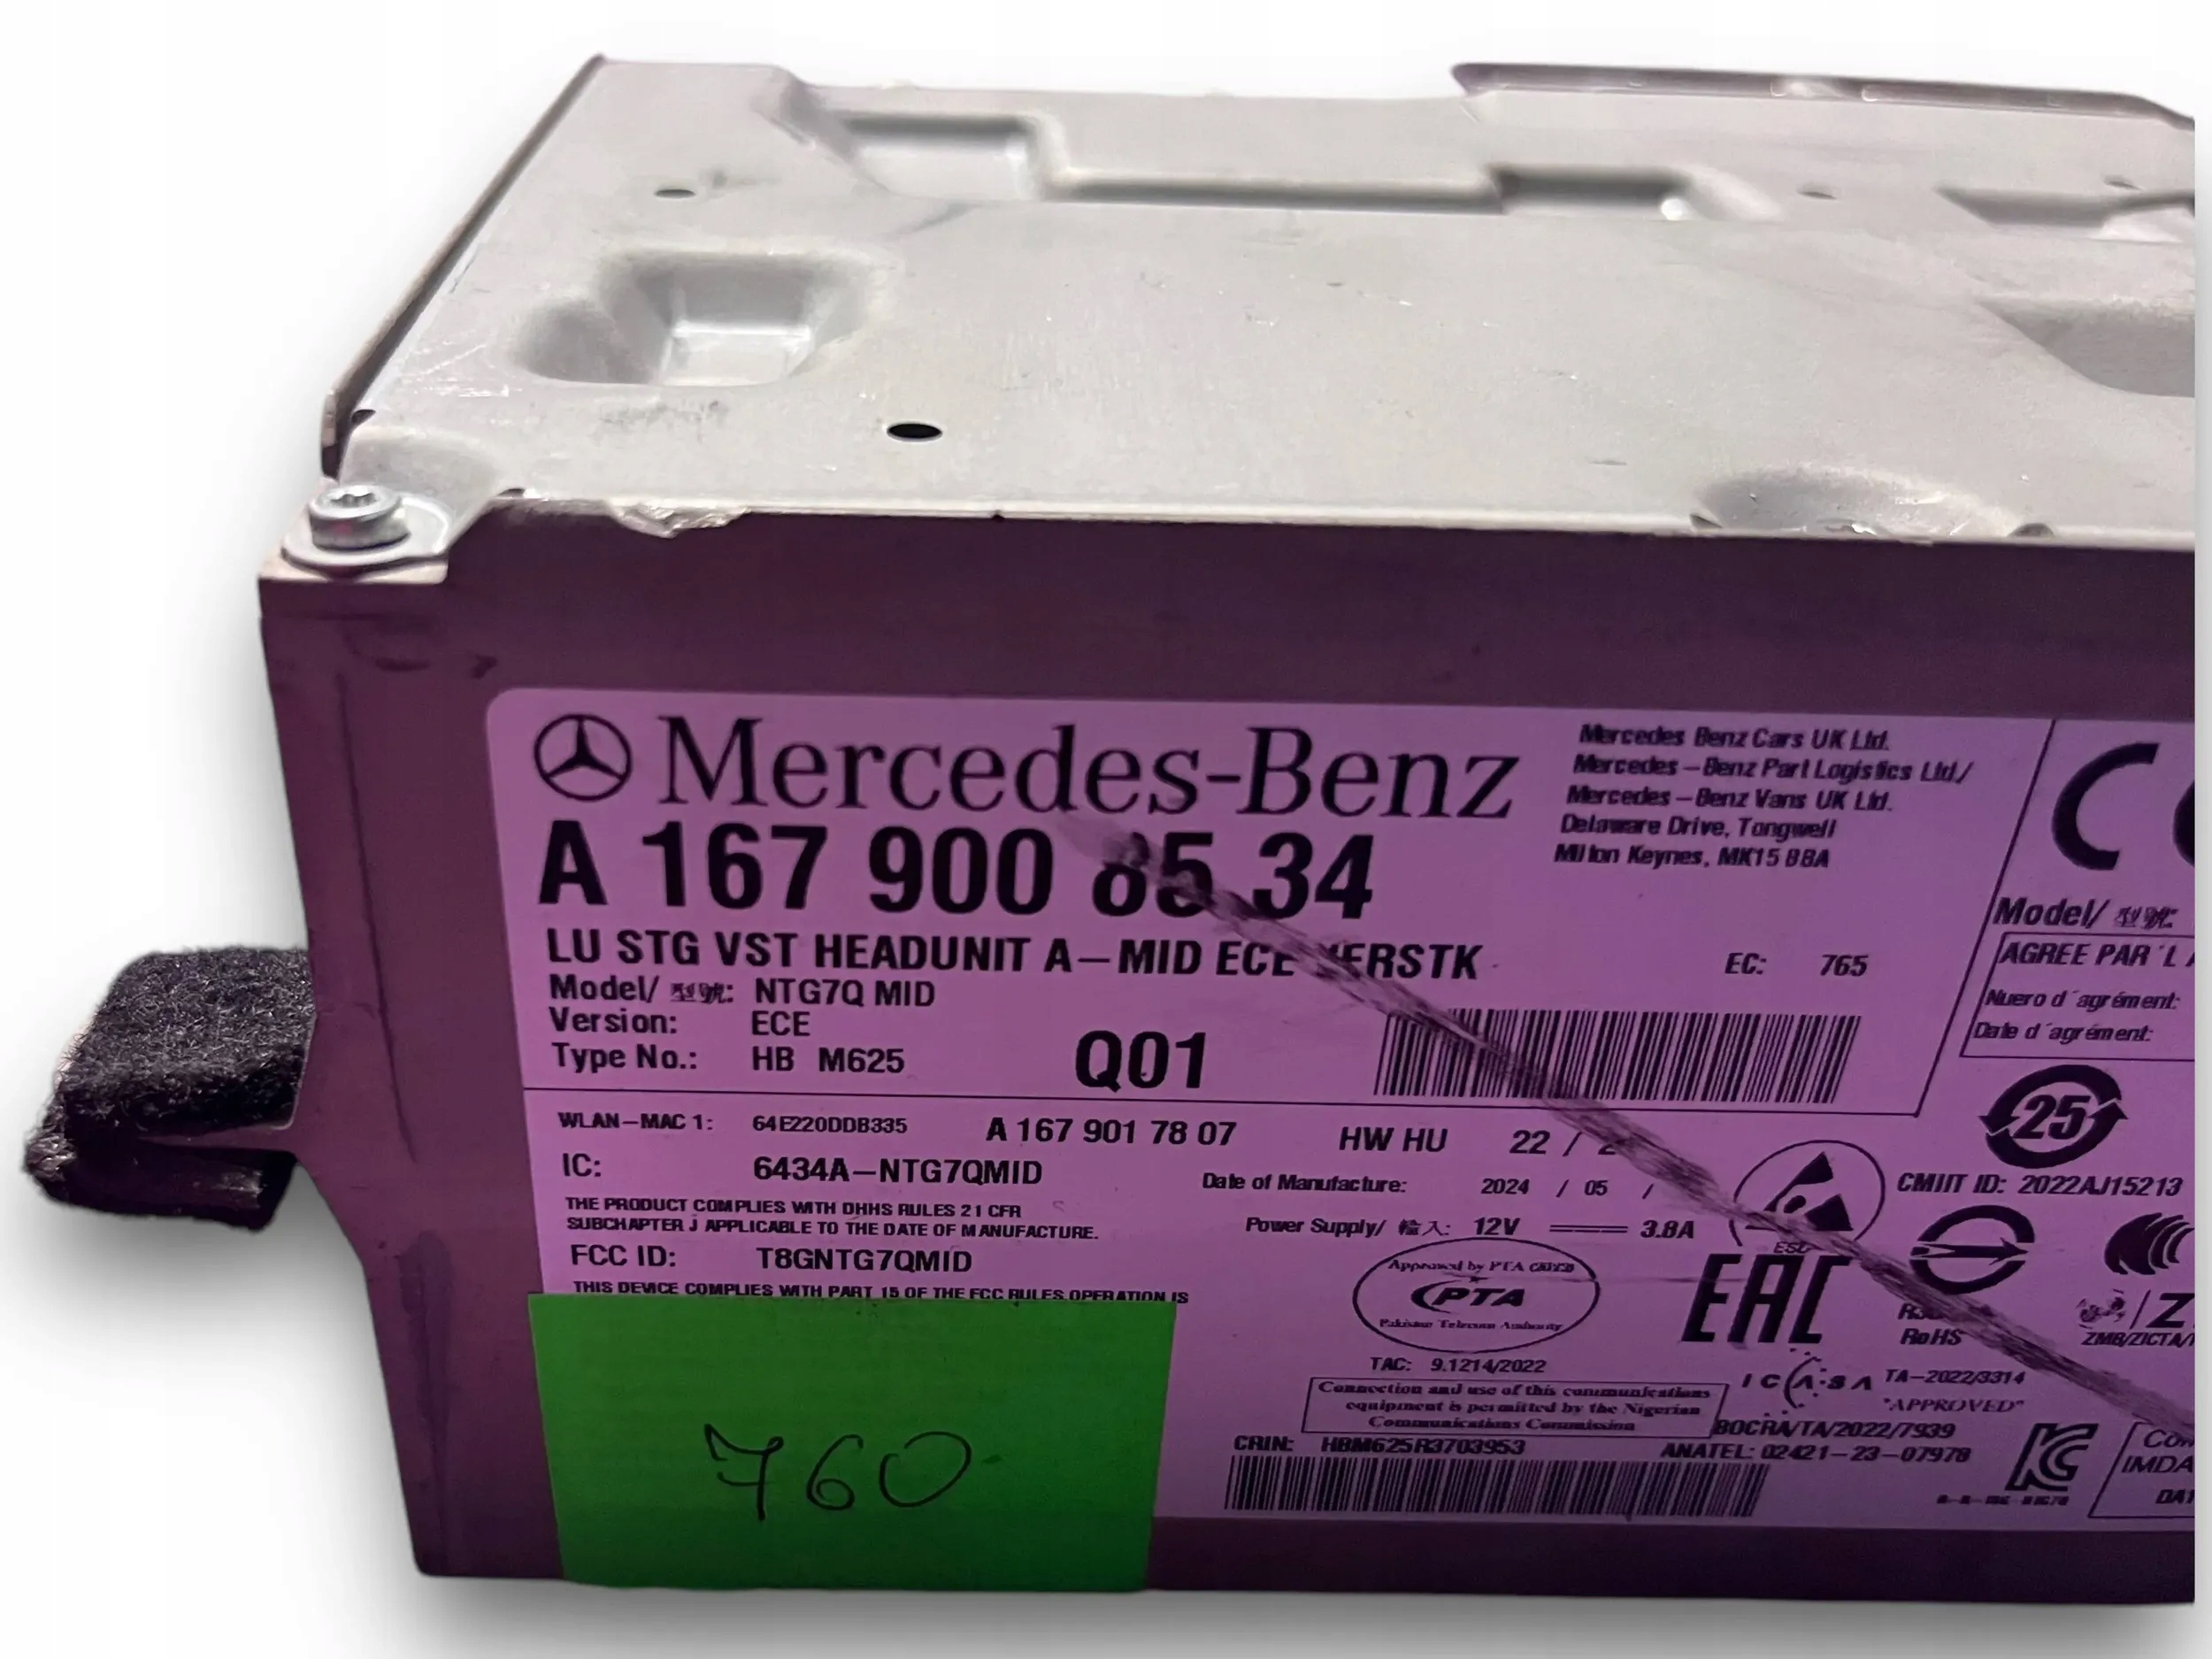 Mercedes-Benz
A 167 900 85 34
LU STG VST HEADUNIT A-MID ECE
EC: 765
Model/ 型號: NTG7Q MID
Version: ECE
Type No.: HB M625
Q01
Mercedes Benz Cars UK Ltd.
Mercedes-Benz Part Logistics Ltd/
Mercedes-Benz Vans UK Ltd.
Delaware Drive, Tongwell
Milton Keynes, MK15 8BA
Model/ 型號:
AGREE PAR ´L
Nuero d´agrément:
Date d´agrément:
WLAN-MAC 1: 64E220DDB335
A 167 901 78 07
HW HU 22 /
IC: 6434A-NTG7QMID
Date of Manufacture: 2024 / 05 /
THE PRODUCT COMPLIES WITH DHHS RULES 21 CFR
SUBCHAPTER J APPLICABLE TO THE DATE OF MANUFACTURE.
Power Supply/ 輸入: 12V 3.8A
FCC ID: T8GNTG7QMID
THIS DEVICE COMPLIES WITH PART 15 OF THE FCC RULES OPERATION IS
25
CMIIT ID: 2022AJ15213
ESD
Approved by PTA
PTA
Pakistan Telecom Authority
EAC
RoHS
ZMB/ZICTA/
TAC: 9.1214/2022
ICASA TA-2022/3314
"APPROVED"
Connection and use of this communications
equipment is permitted by the Nigerian
Communications Commission
BOCRA/TA/2022/7939
CRIN: HBM625R3703953
ANATEL: 02421-23-07978
IMDA
760